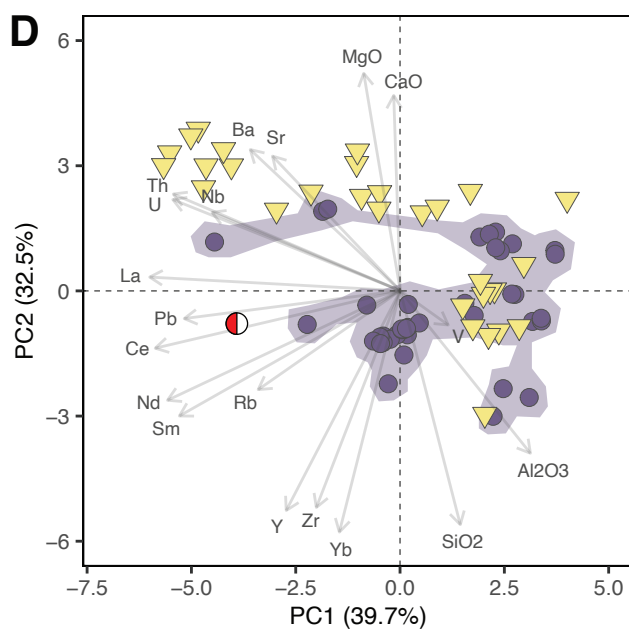 D
6
MgO
CaO
Ba
Sr
3
Th
U
Nb
La
0
PC2 (32.5%)
Pb
V
Ce
Nd
Rb
Sm
−3
Al2O3
Y
Zr
Yb
SiO2
−6
−7.5 −5.0 −2.5 0.0 2.5 5.0
PC1 (39.7%)